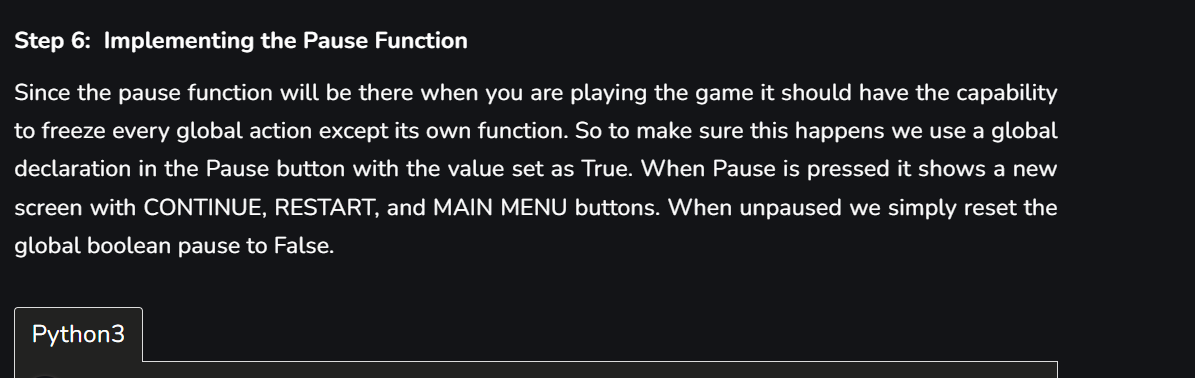 Step 6:  Implementing the Pause Function
Since the pause function will be there when you are playing the game it should have the capability
to freeze every global action except its own function. So to make sure this happens we use a global
declaration in the Pause button with the value set as True. When Pause is pressed it shows a new
screen with CONTINUE, RESTART, and MAIN MENU buttons. When unpaused we simply reset the
global boolean pause to False.
Python3